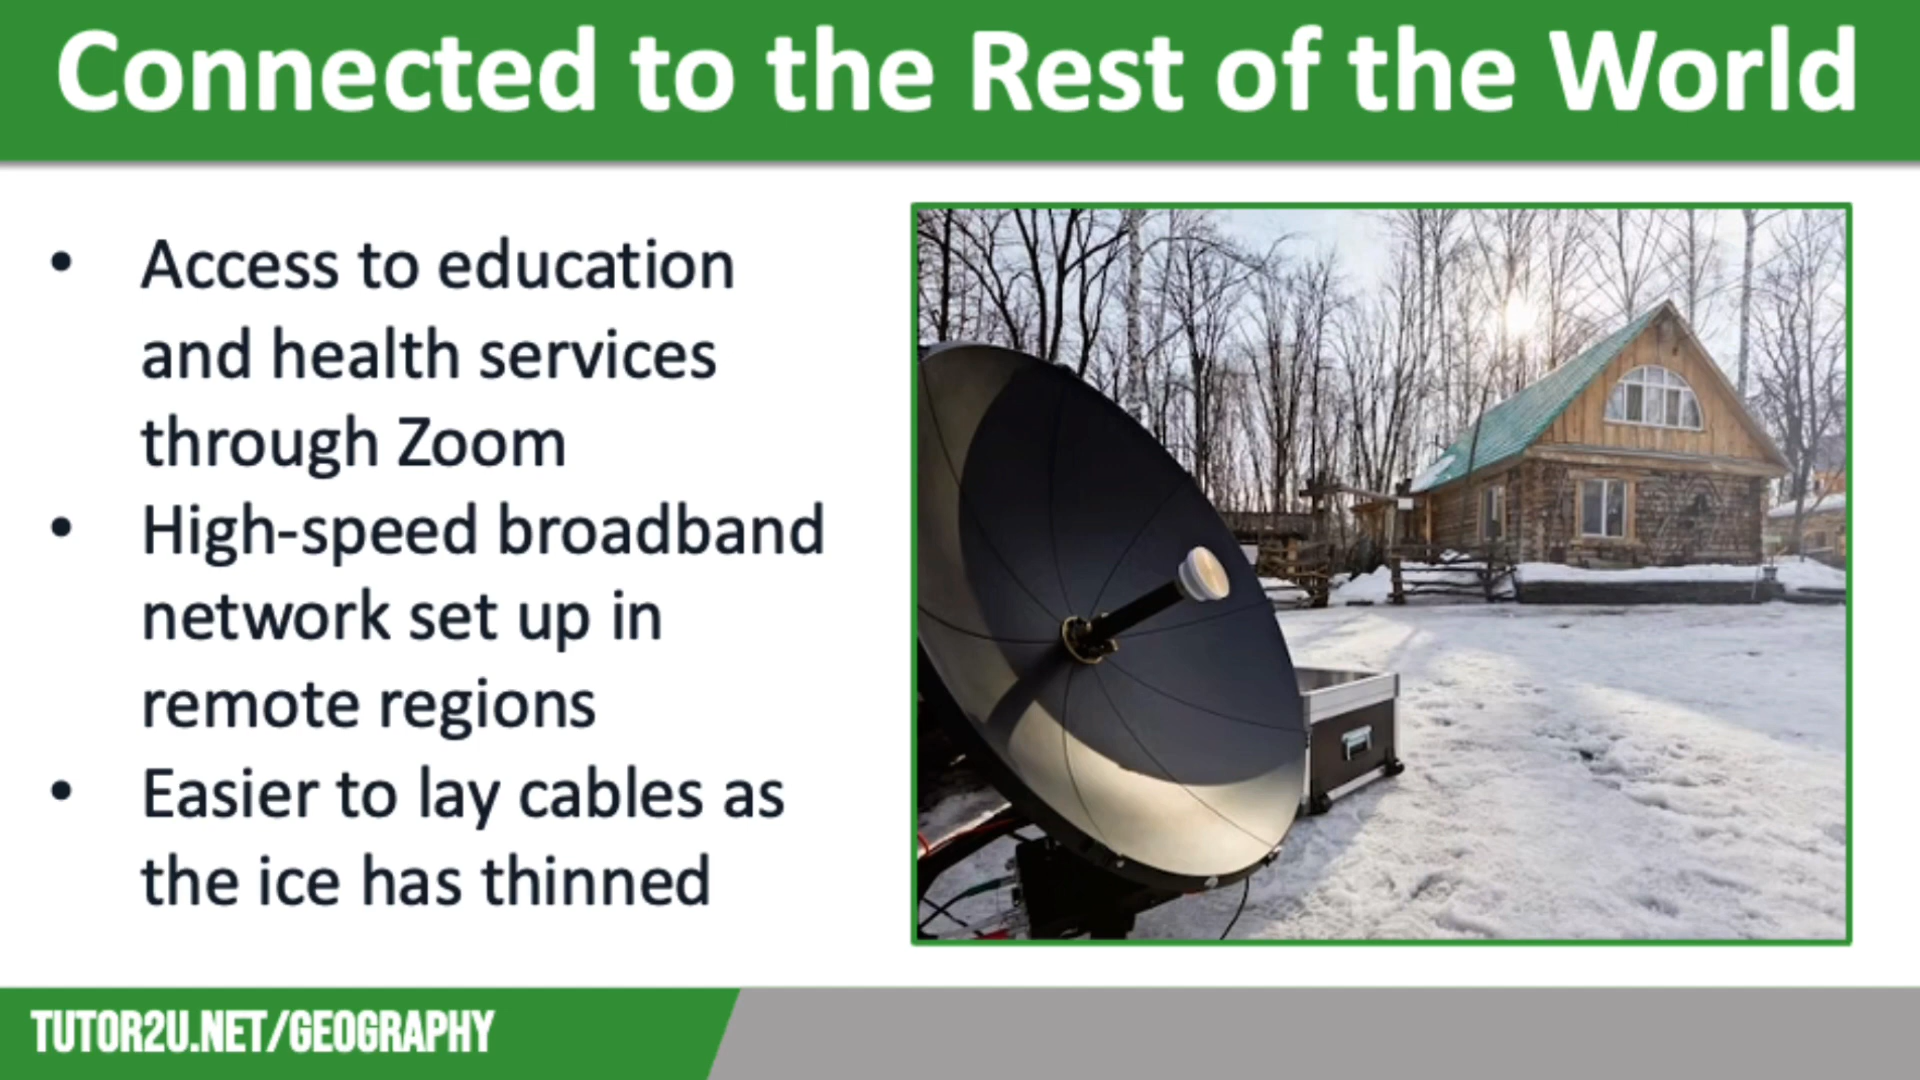 Connected to the Rest of the World
• Access to education
and health services
through Zoom
• High-speed broadband
network set up in
remote regions
• Easier to lay cables as
the ice has thinned
TUTOR2U.NET/GEOGRAPHY